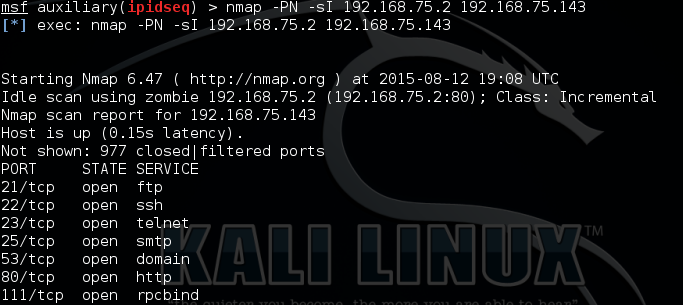 msf auxiliary(ipidseq) > nmap -PN -sI 192.168.75.2 192.168.75.143
[*] exec: nmap -PN -sI 192.168.75.2 192.168.75.143
Starting Nmap 6.47 ( http://nmap.org ) at 2015-08-12 19:08 UTC
Idle scan using zombie 192.168.75.2 (192.168.75.2:80); Class: Incremental
Nmap scan report for 192.168.75.143
Host is up (0.15s latency).
Not shown: 977 closed|filtered ports
PORT STATE SERVICE
21/tcp open ftp
22/tcp open ssh
23/tcp open telnet
25/tcp open smtp
53/tcp open domain
80/tcp open http
111/tcp open rpcbind
KALI LINUX
"the quieter you become, the more you are able to hear"